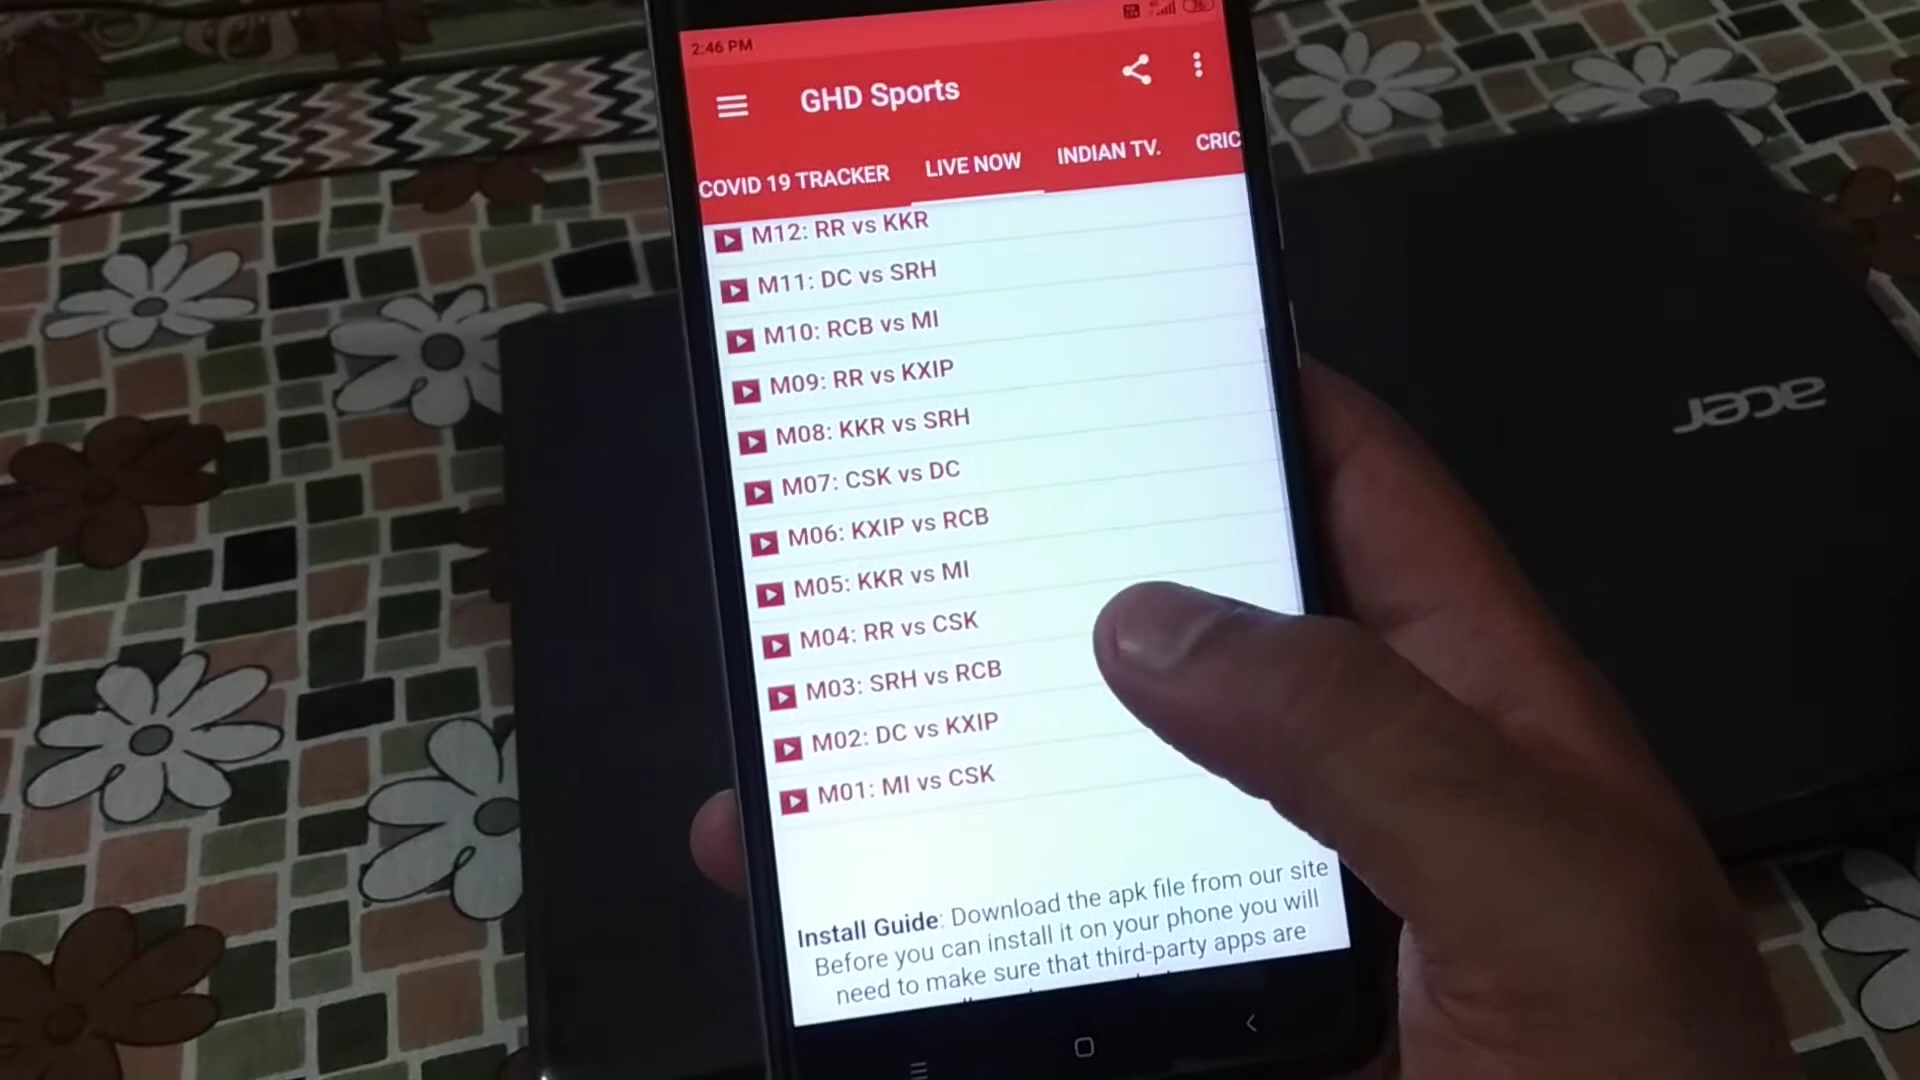 2:46 PM
GHD Sports
COVID 19 TRACKER
LIVE NOW
INDIAN TV.
CRIC
M12: RR vs KKR
M11: DC vs SRH
M10: RCB vs MI
M09: RR vs KXIP
M08: KKR vs SRH
M07: CSK vs DC
M06: KXIP vs RCB
M05: KKR vs MI
M04: RR vs CSK
M03: SRH vs RCB
M02: DC vs KXIP
M01: MI vs CSK
Install Guide: Download the apk file from our site
Before you can install it on your phone you will
need to make sure that third-party apps are
acer